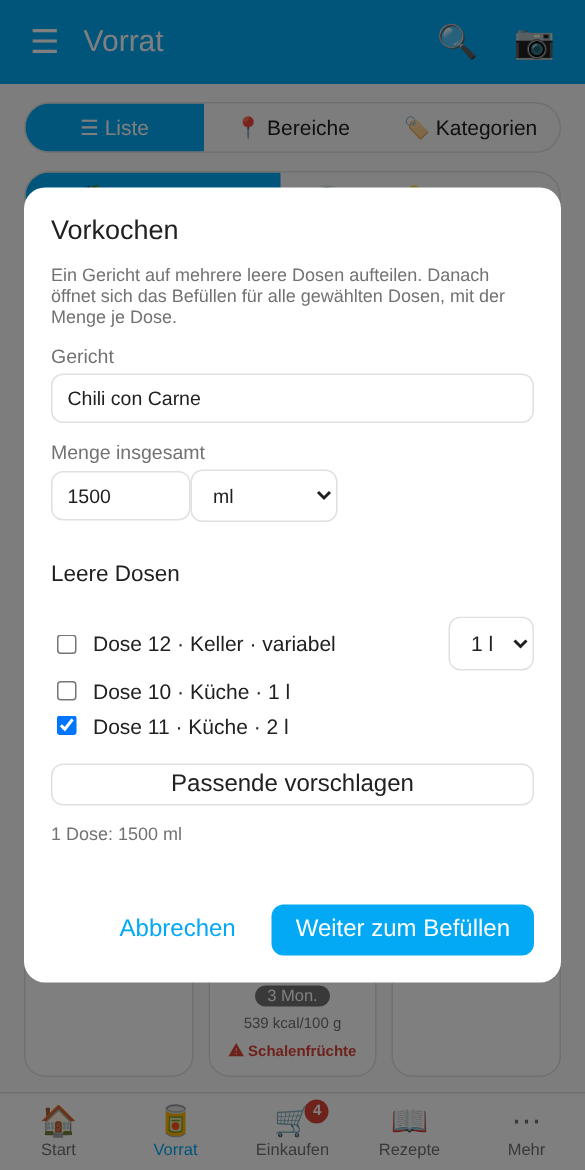 ☰ Vorrat
☰ Liste
Bereiche
Kategorien
Vorkochen
Ein Gericht auf mehrere leere Dosen aufteilen. Danach
öffnet sich das Befüllen für alle gewählten Dosen, mit der
Menge je Dose.
Gericht
Chili con Carne
Menge insgesamt
1500 ml
Leere Dosen
Dose 12 · Keller · variabel 1 l
Dose 10 · Küche · 1 l
Dose 11 · Küche · 2 l
Passende vorschlagen
1 Dose: 1500 ml
Abbrechen Weiter zum Befüllen
3 Mon.
539 kcal/100 g
Schalenfrüchte
4
Start Vorrat Einkaufen Rezepte Mehr